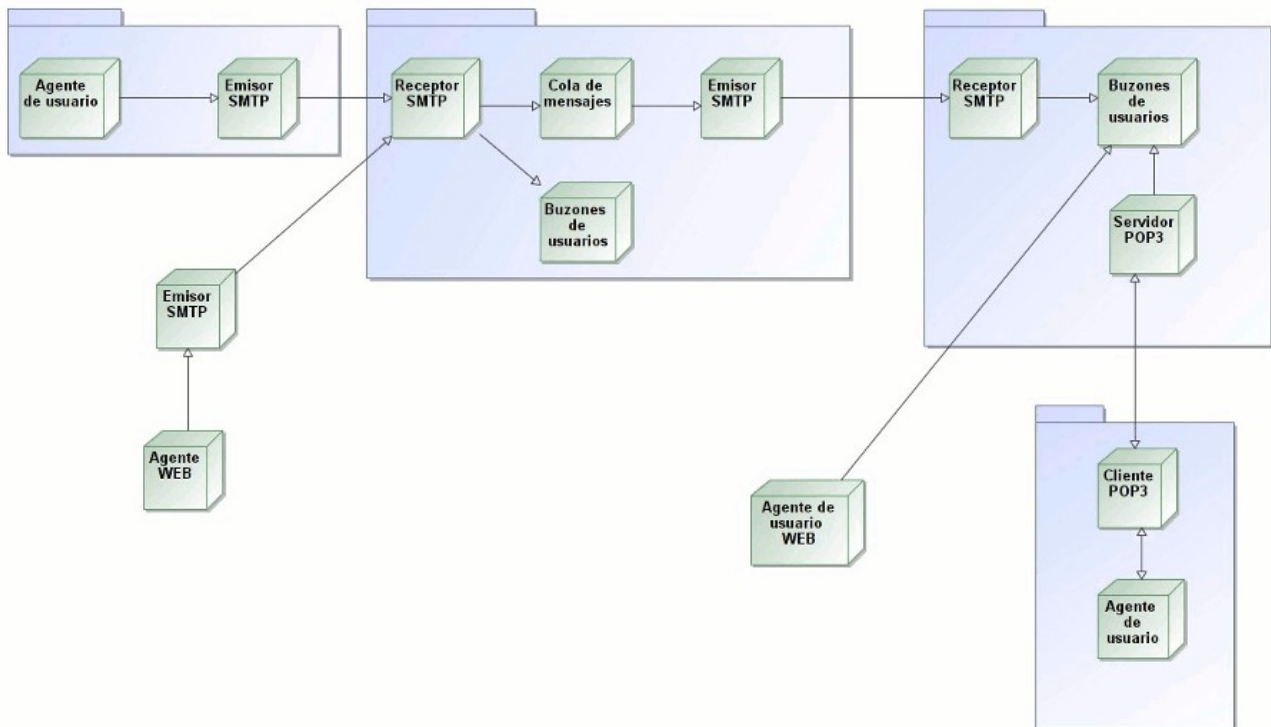 Agente
de usuario
Emisor
SMTP
Receptor
SMTP
Cola de
mensajes
Emisor
SMTP
Receptor
SMTP
Buzones
de
usuarios
Buzones
de
usuarios
Servidor
POP3
Emisor
SMTP
Agente
WEB
Agente de
usuario
WEB
Cliente
POP3
Agente
de
usuario